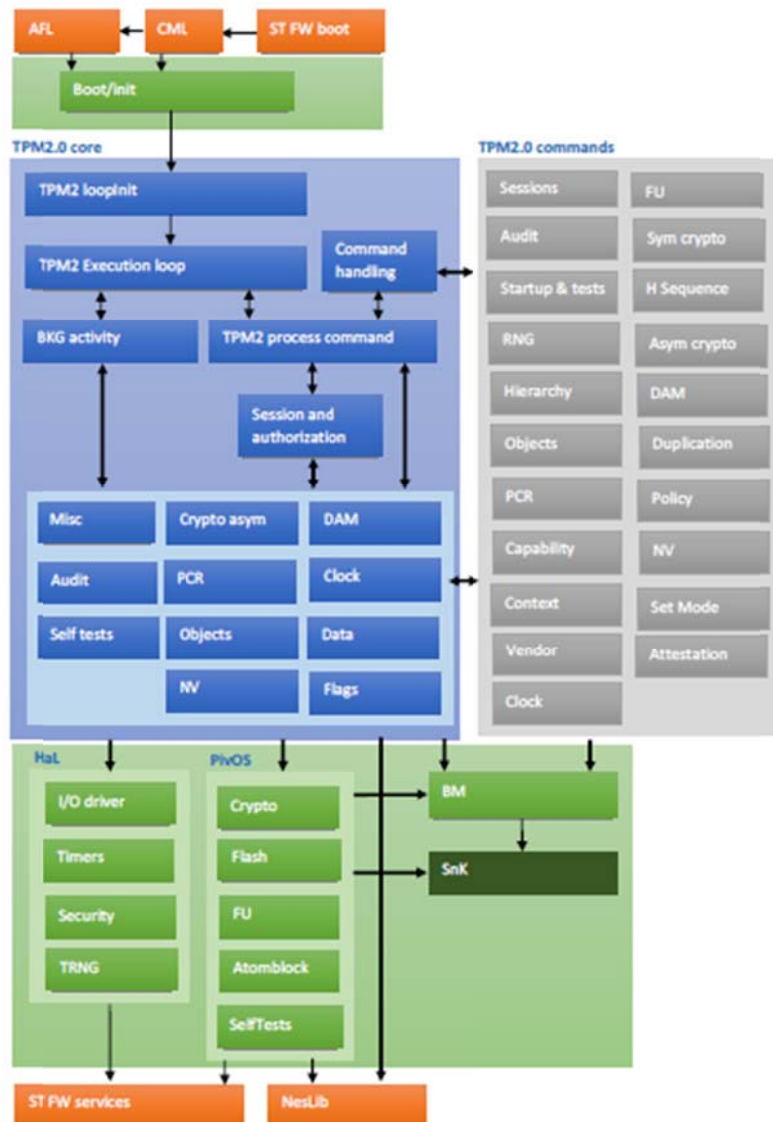 AFL
CML
ST FW boot
Boot/init
TPM2.0 core
TPM2 loopInit
TPM2 Execution loop
Command
handling
BKG activity
TPM2 process command
Session and
authorization
Misc
Crypto asym
DAM
Audit
PCR
Clock
Self tests
Objects
Data
NV
Flags
TPM2.0 commands
Sessions
FU
Audit
Sym crypto
Startup & tests
H Sequence
RNG
Asym crypto
Hierarchy
DAM
Objects
Duplication
PCR
Policy
Capability
NV
Context
Set Mode
Vendor
Attestation
Clock
HaL
I/O driver
Timers
Security
TRNG
PivOS
Crypto
Flash
FU
Atomblock
SelfTests
BM
SnK
ST FW services
NesLib